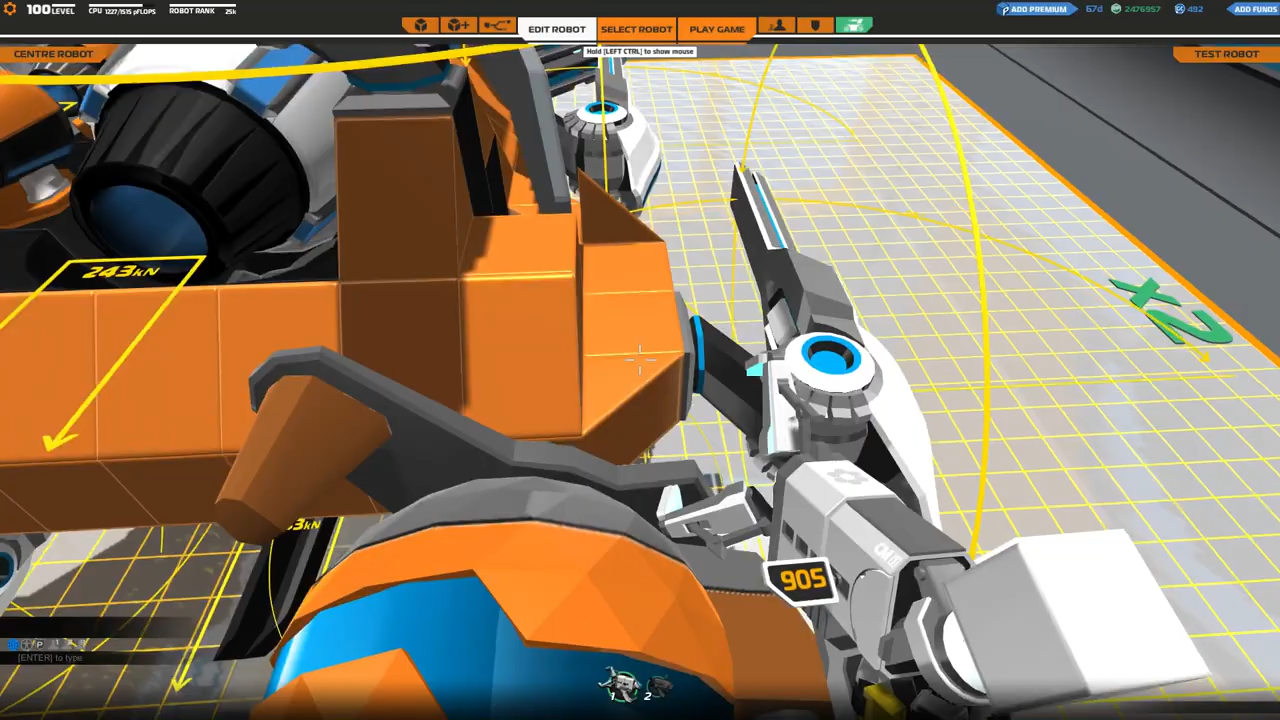 100 LEVEL
CPU 1227/1515 pFLOPS
ROBOT RANK 25k
ADD PREMIUM
67d
2476957
492
ADD FUNDS
EDIT ROBOT
SELECT ROBOT
PLAY GAME
Hold [LEFT CTRL] to show mouse
CENTRE ROBOT
TEST ROBOT
243kN
905
[ENTER] to type
1
2